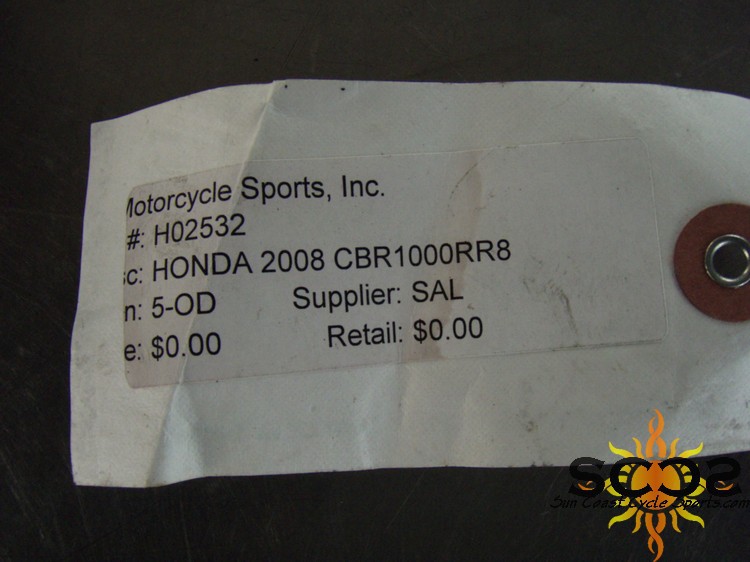 Motorcycle Sports, Inc.
#: H02532
sc: HONDA 2008 CBR1000RR8
n: 5-OD Supplier: SAL
e: $0.00 Retail: $0.00
SCCS
Sun Coast Cycle Sports.com